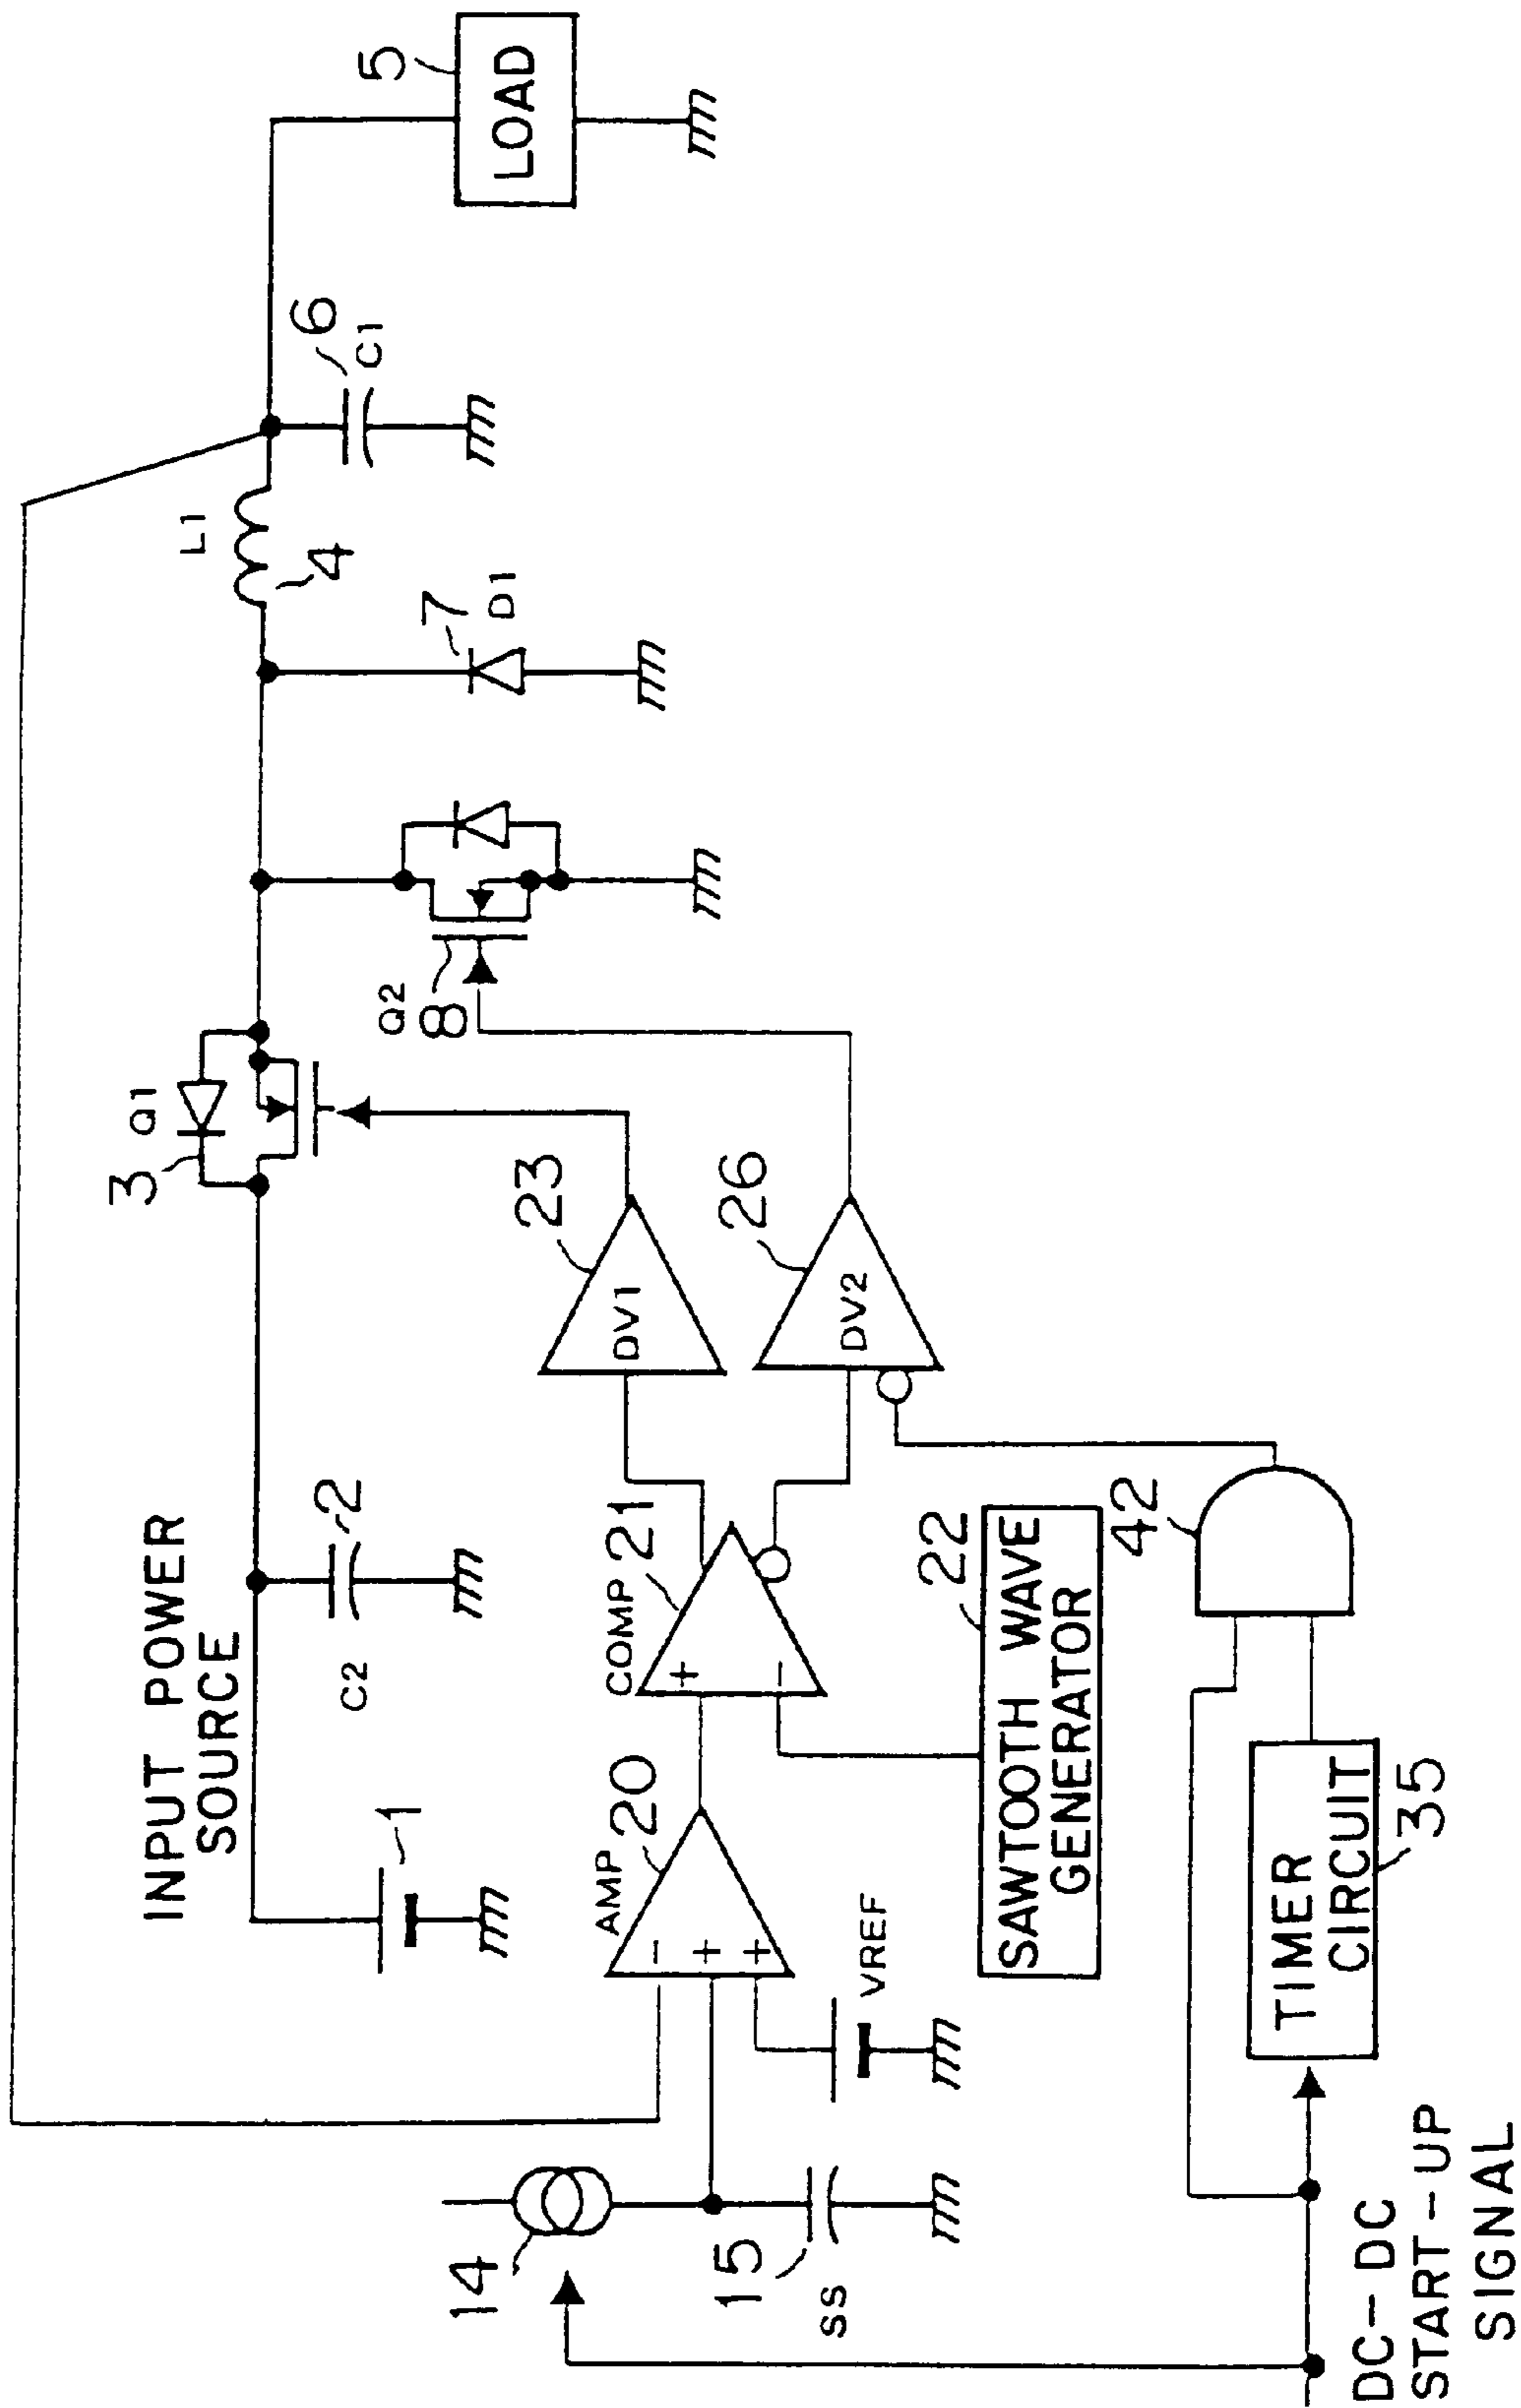 INPUT POWER
SOURCE
3
Q1
L1
4
5
LOAD
1
C2
2
Q2
8
7
D1
6
C1
23
DV1
26
DV2
14
15
SS
AMP
20
-
+
+
VREF
COMP
21
+
-
22
SAWTOOTH WAVE
GENERATOR
42
TIMER
CIRCUIT
35
DC-DC
START-UP
SIGNAL